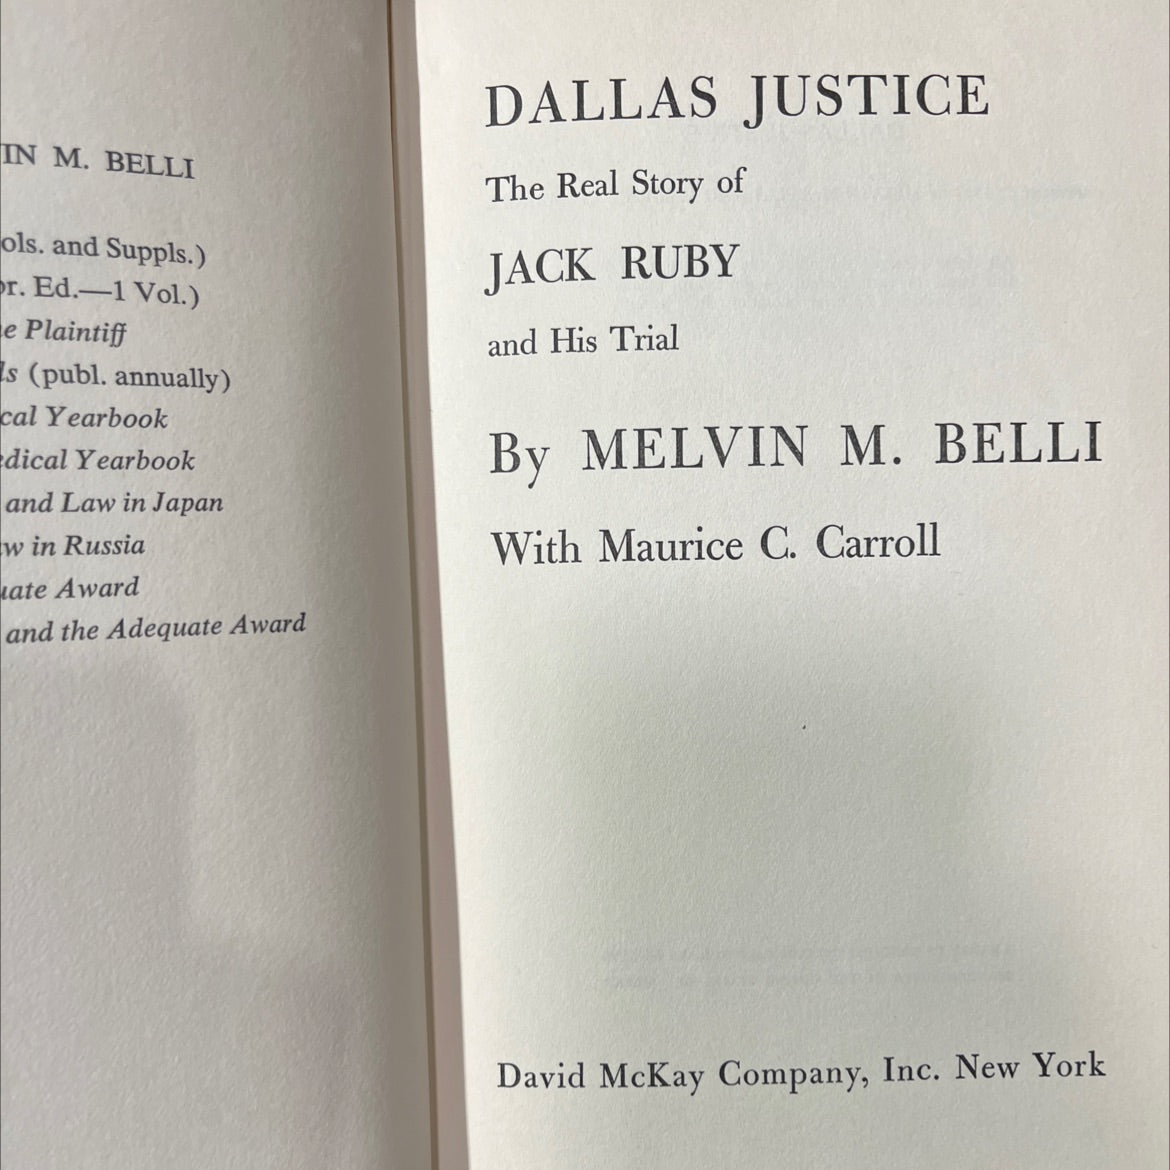 IN M. BELLI
ols. and Suppls.)
r. Ed.—1 Vol.)
e Plaintiff
ls (publ. annually)
cal Yearbook
dical Yearbook
and Law in Japan
w in Russia
uate Award
and the Adequate Award
DALLAS JUSTICE
The Real Story of
JACK RUBY
and His Trial
By MELVIN M. BELLI
With Maurice C. Carroll
David McKay Company, Inc. New York